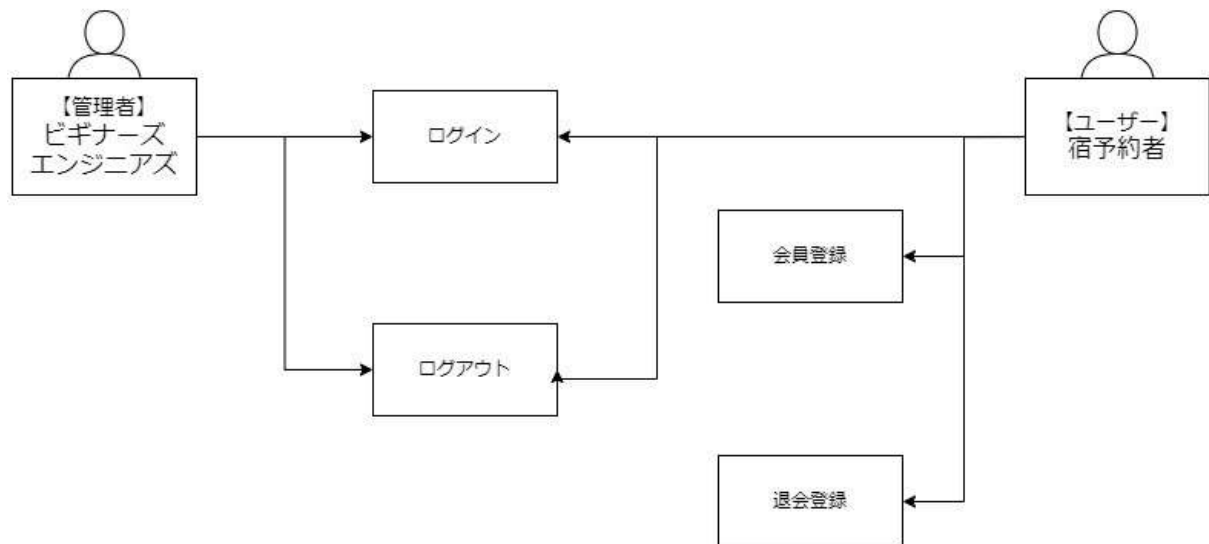 【管理者】
ビギナーズ
エンジニアズ
ログイン
【ユーザー】
宿予約者
会員登録
ログアウト
退会登録